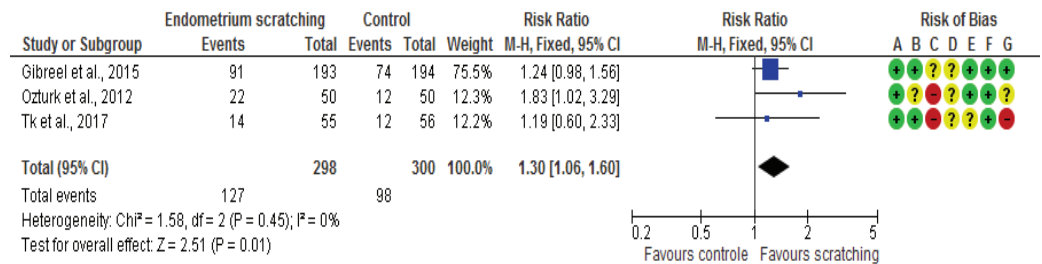 Endometrium scratching Control Risk Ratio Risk Ratio Risk of Bias
Study or Subgroup Events Total Events Total Weight M-H, Fixed, 95% CI M-H, Fixed, 95% CI A B C D E F G
Gibreel et al., 2015 91 193 74 194 75.5% 1.24 [0.98, 1.56] + + ? ? + + +
Ozturk et al., 2012 22 50 12 50 12.3% 1.83 [1.02, 3.29] + ? - ? + + ?
Tk et al., 2017 14 55 12 56 12.2% 1.19 [0.60, 2.33] + + - ? ? + -
Total (95% CI) 298 300 100.0% 1.30 [1.06, 1.60]
Total events 127 98
Heterogeneity: Chi² = 1.58, df = 2 (P = 0.45); I² = 0%
Test for overall effect: Z = 2.51 (P = 0.01)
0.2 0.5 1 2 5
Favours controle Favours scratching